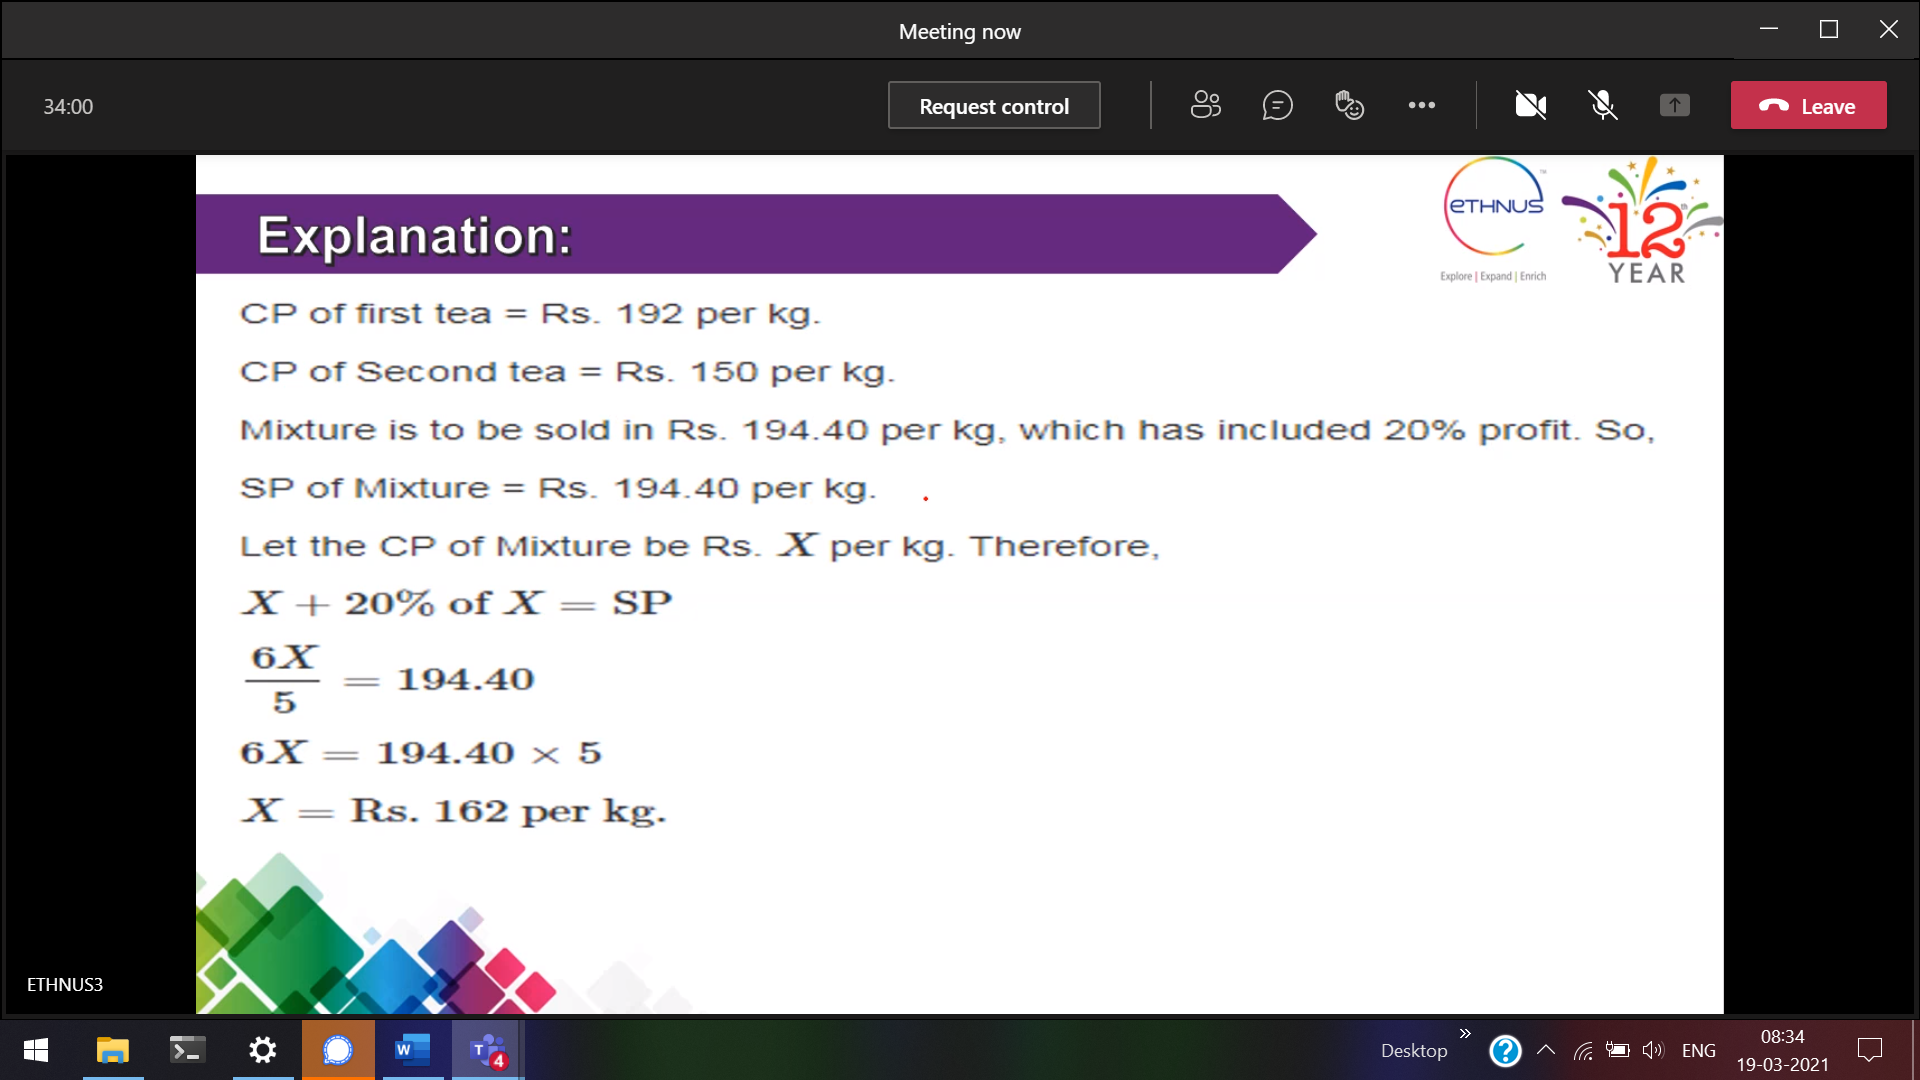 Meeting now
34:00
Request control
Leave
Explanation:
eTHNUS
TM
Explore | Expand | Enrich
12th
YEAR
CP of first tea = Rs. 192 per kg.
CP of Second tea = Rs. 150 per kg.
Mixture is to be sold in Rs. 194.40 per kg, which has included 20% profit. So,
SP of Mixture = Rs. 194.40 per kg.
Let the CP of Mixture be Rs. X per kg. Therefore,
X + 20% of X = SP
6X/5 = 194.40
6X = 194.40 × 5
X = Rs. 162 per kg.
ETHNUS3
W
T
4
Desktop
»
?
ENG
08:34
19-03-2021